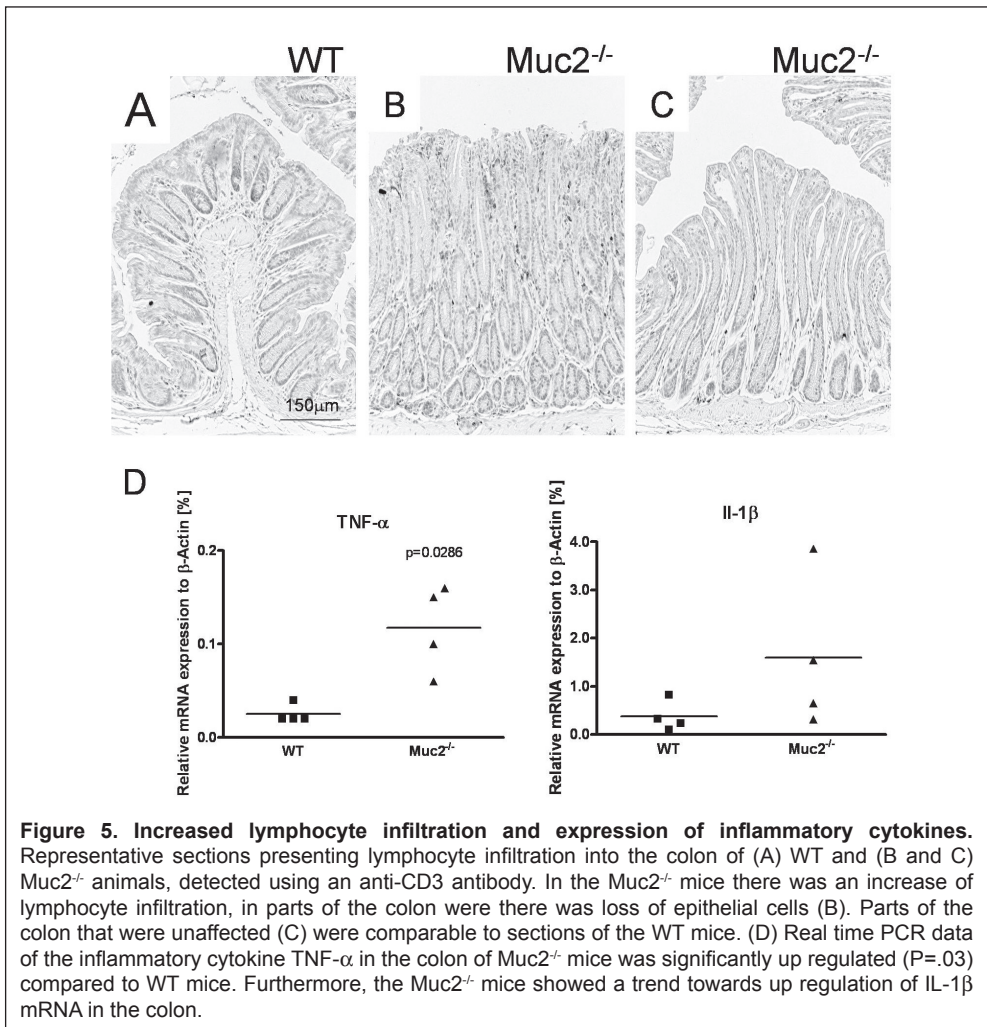 WT
Muc2-/-
Muc2-/-
A
B
C
150µm
D
TNF-α
p=0.0286
Relative mRNA expression to β-Actin [%]
0.2
0.1
0.0
WT
Muc2-/-
Il-1β
Relative mRNA expression to β-Actin [%]
4.0
3.0
2.0
1.0
0.0
WT
Muc2-/-
Figure 5. Increased lymphocyte infiltration and expression of inflammatory cytokines.
Representative sections presenting lymphocyte infiltration into the colon of (A) WT and (B and C)
Muc2-/- animals, detected using an anti-CD3 antibody. In the Muc2-/- mice there was an increase of
lymphocyte infiltration, in parts of the colon were there was loss of epithelial cells (B). Parts of the
colon that were unaffected (C) were comparable to sections of the WT mice. (D) Real time PCR data
of the inflammatory cytokine TNF-α in the colon of Muc2-/- mice was significantly up regulated (P=.03)
compared to WT mice. Furthermore, the Muc2-/- mice showed a trend towards up regulation of IL-1β
mRNA in the colon.